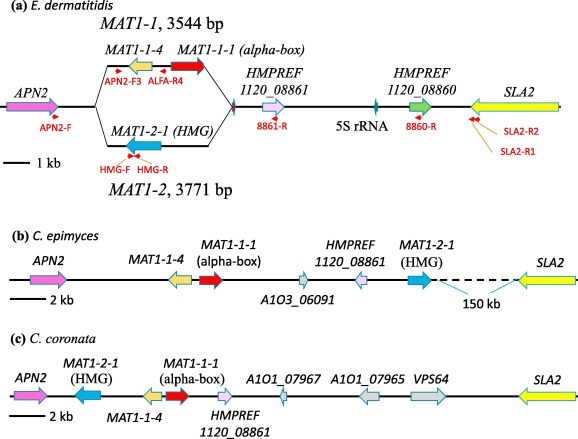 (a) E. dermatitidis
MAT1-1, 3544 bp
MAT1-1-4 MAT1-1-1 (alpha-box)
APN2 HMPREF 1120_08861 HMPREF 1120_08860 SLA2
APN2-F3 ALFA-R4
APN2-F 8861-R 5S rRNA 8860-R SLA2-R2
SLA2-R1
MAT1-2-1 (HMG)
1 kb HMG-F HMG-R
MAT1-2, 3771 bp
(b) C. epimyces
APN2 MAT1-1-4 MAT1-1-1 (alpha-box) HMPREF 1120_08861 MAT1-2-1 (HMG) SLA2
2 kb A1O3_06091 150 kb
(c) C. coronata
APN2 MAT1-2-1 (HMG) MAT1-1-1 (alpha-box) A1O1_07967 A1O1_07965 VPS64 SLA2
2 kb MAT1-1-4 HMPREF 1120_08861